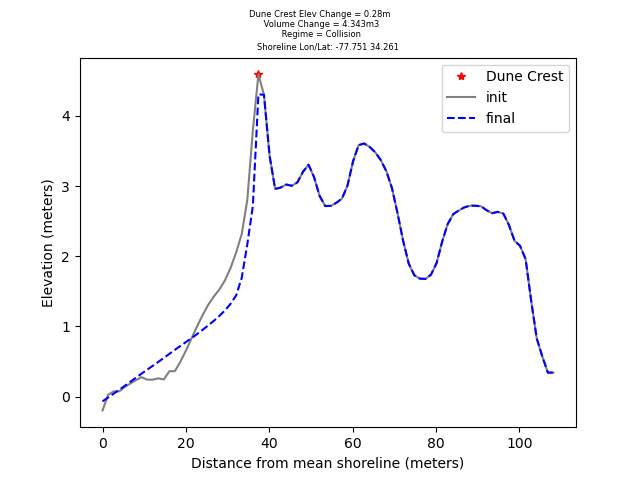 Dune Crest Elev Change = 0.28m
Volume Change = 4.343m3
Regime = Collision
Shoreline Lon/Lat: -77.751 34.261
Dune Crest
init
final
4
3
2
1
0
Elevation (meters)
0 20 40 60 80 100
Distance from mean shoreline (meters)